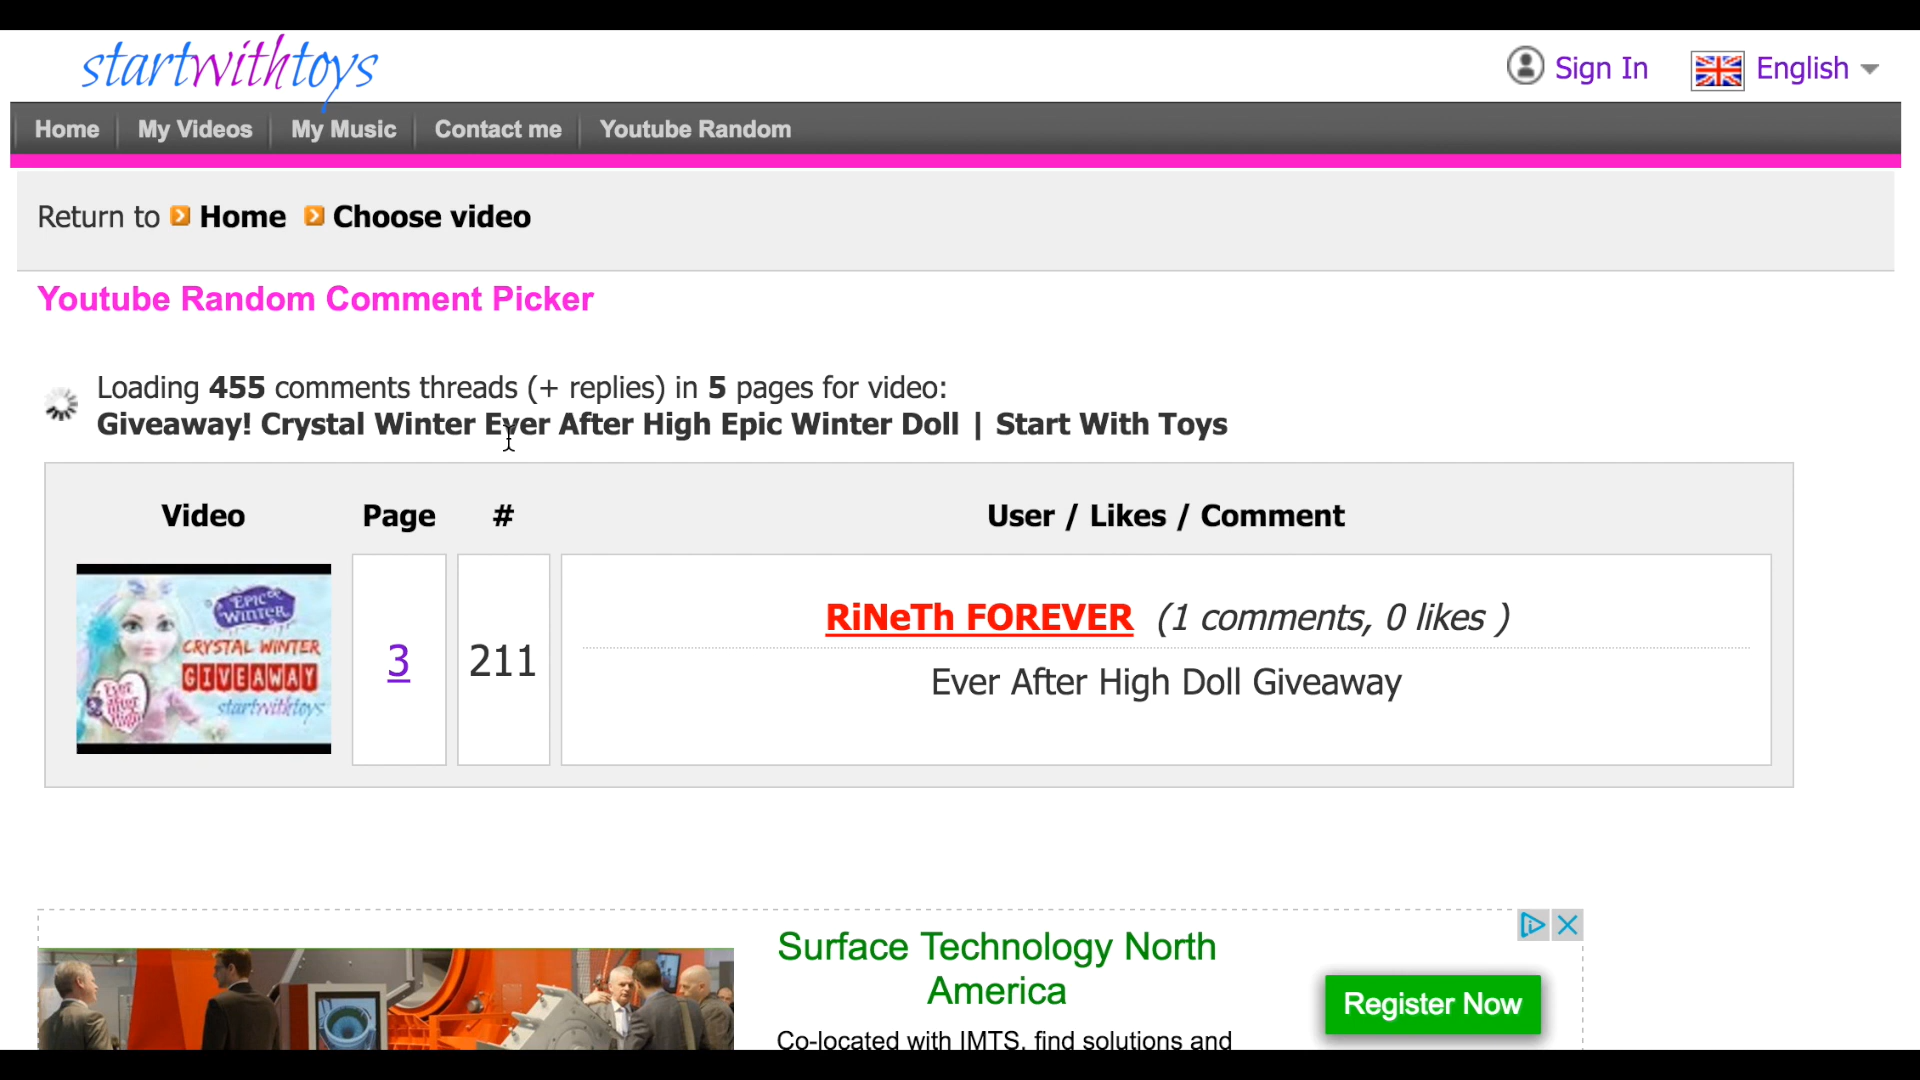 startwithtoys
Sign In
English
Home
My Videos
My Music
Contact me
Youtube Random
Return to Home Choose video
Youtube Random Comment Picker
Loading 455 comments threads (+ replies) in 5 pages for video:
Giveaway! Crystal Winter Ever After High Epic Winter Doll | Start With Toys
Video
Page
#
User / Likes / Comment
EPIC WINTER
CRYSTAL WINTER
GIVEAWAY
Ever After High
startwithtoys
3
211
RiNeTh FOREVER (1 comments, 0 likes )
Ever After High Doll Giveaway
Surface Technology North
America
Co-located with IMTS, find solutions and
Register Now